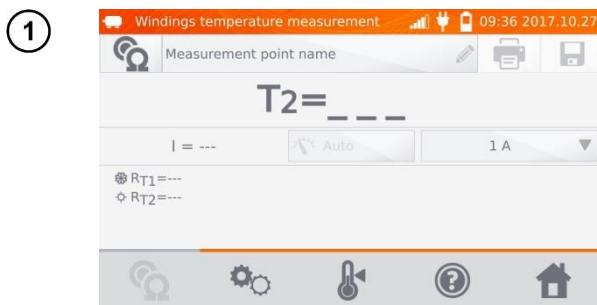 1
Windings temperature measurement 09:36 2017.10.27
Measurement point name
T2=_ _ _
I = --- Auto 1 A
RT1=---
RT2=---